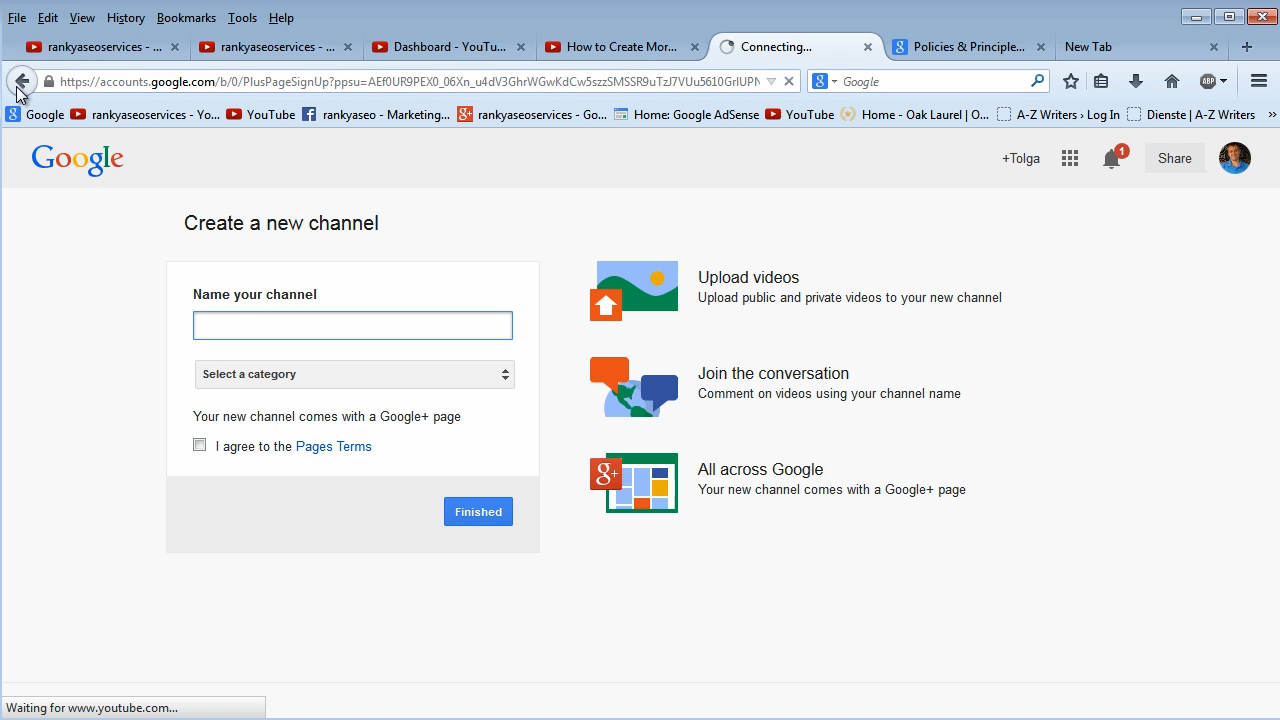 File Edit View History Bookmarks Tools Help
rankyaseoservices - ... × rankyaseoservices - ... × Dashboard - YouTu... × How to Create Mor... × Connecting... × Policies & Principle... × New Tab × +
https://accounts.google.com/b/0/PlusPageSignUp?ppsu=AEf0UR9PEX0_06Xn_u4dV3GhrWGwKdCw5szzSMSSR9uTzJ7VUu5610GrIUPN Google ABP
Google rankyaseoservices - Yo... YouTube rankyaseo - Marketing,... rankyaseoservices - Go... Home: Google AdSense YouTube Home - Oak Laurel | O... A-Z Writers › Log In Dienste | A-Z Writers »
Google +Tolga 1 Share
Create a new channel
Name your channel
Select a category
Your new channel comes with a Google+ page
I agree to the Pages Terms
Finished
Upload videos
Upload public and private videos to your new channel
Join the conversation
Comment on videos using your channel name
g+ All across Google
Your new channel comes with a Google+ page
Waiting for www.youtube.com...